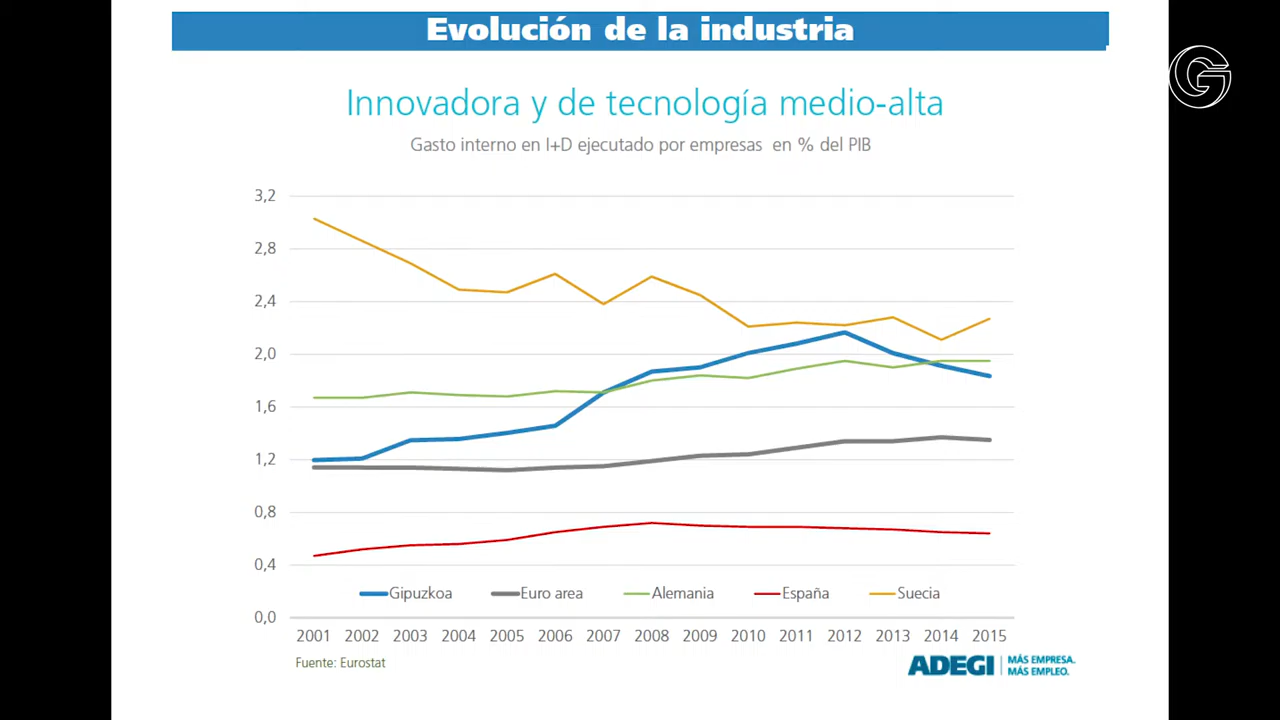 Evolución de la industria
G
Innovadora y de tecnología medio-alta
Gasto interno en I+D ejecutado por empresas en % del PIB
3,2
2,8
2,4
2,0
1,6
1,2
0,8
0,4
0,0
Gipuzkoa Euro area Alemania España Suecia
2001 2002 2003 2004 2005 2006 2007 2008 2009 2010 2011 2012 2013 2014 2015
Fuente: Eurostat
ADEGI
MÁS EMPRESA.
MÁS EMPLEO.